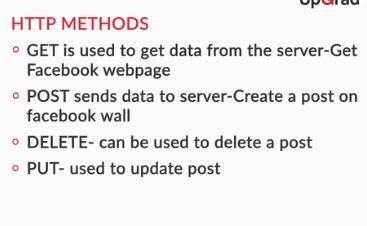 UpGrad
HTTP METHODS
GET is used to get data from the server-Get
Facebook webpage
POST sends data to server-Create a post on
facebook wall
DELETE- can be used to delete a post
PUT- used to update post